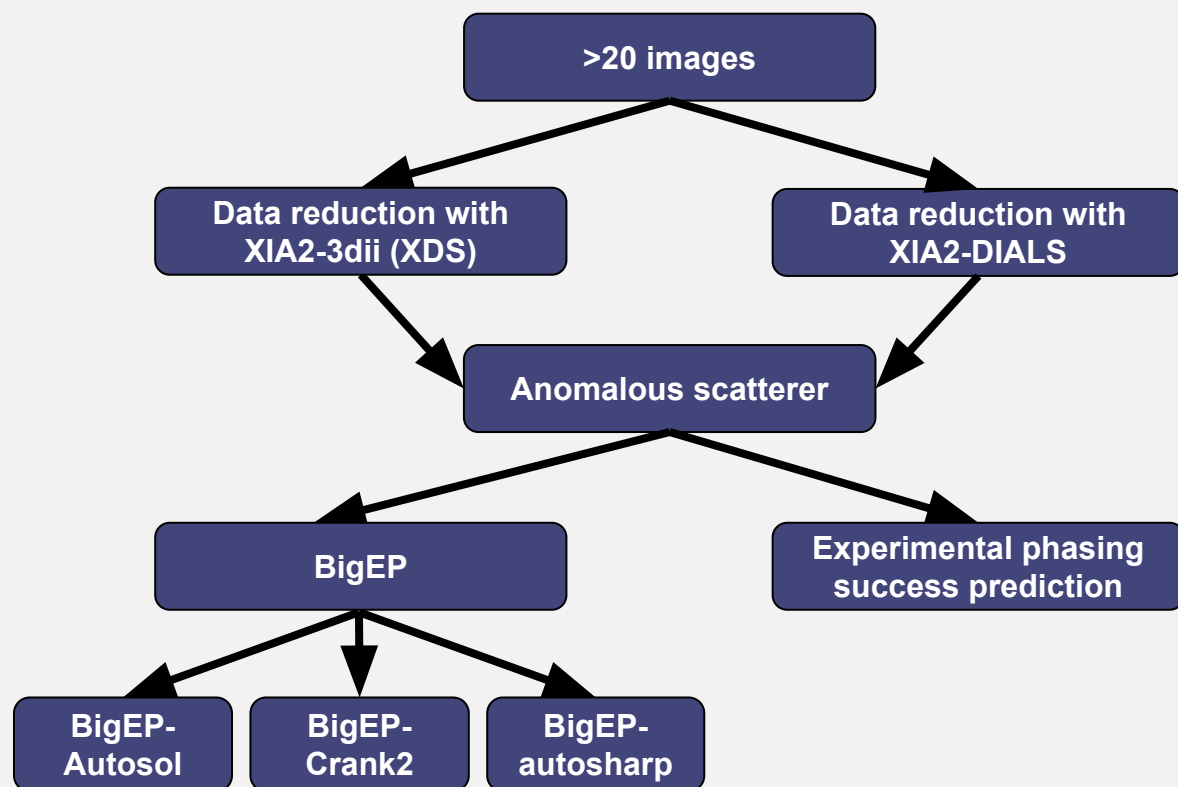 >20 images
Data reduction with
XIA2-3dii (XDS)
Data reduction with
XIA2-DIALS
Anomalous scatterer
BigEP
Experimental phasing
success prediction
BigEP-
Autosol
BigEP-
Crank2
BigEP-
autosharp